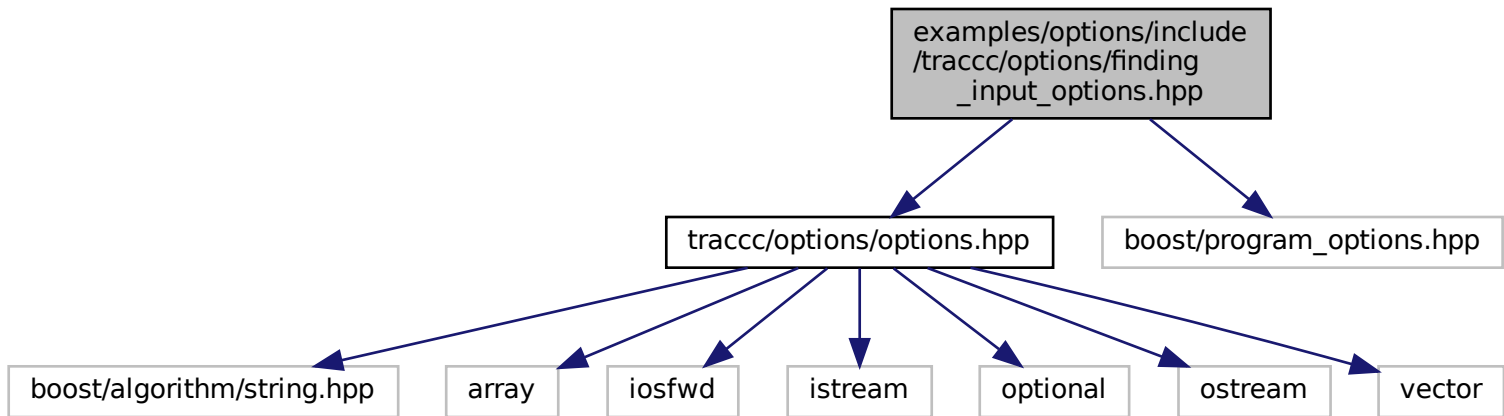 examples/options/include
/traccc/options/finding
_input_options.hpp
traccc/options/options.hpp
boost/program_options.hpp
boost/algorithm/string.hpp
array
iosfwd
istream
optional
ostream
vector